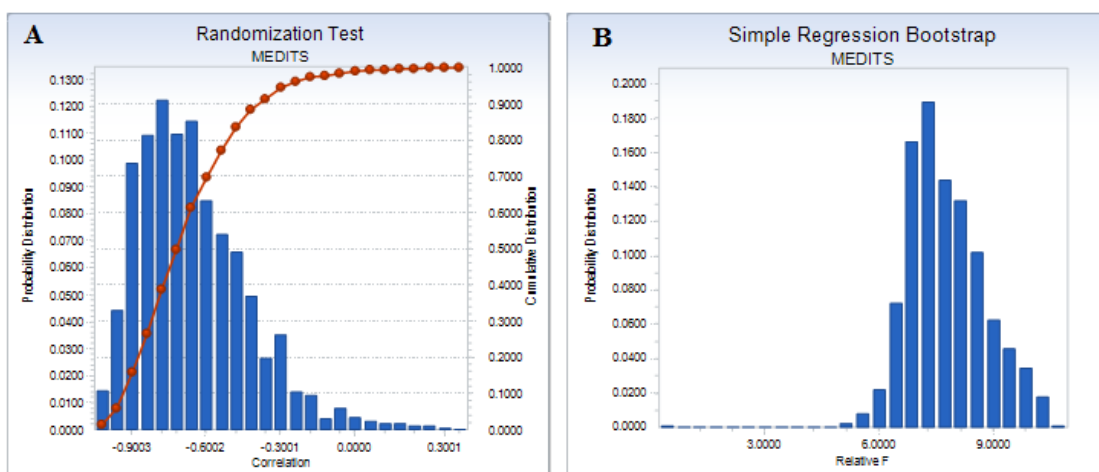 A
Randomization Test
MEDITS
0.1300
0.1200
0.1100
0.1000
0.0900
0.0800
0.0700
0.0600
0.0500
0.0400
0.0300
0.0200
0.0100
0.0000
Probability Distribution
1.0000
0.9000
0.8000
0.7000
0.6000
0.5000
0.4000
0.3000
0.2000
0.1000
0.0000
Cumulative Distribution
-0.9003 -0.6002 -0.3001 0.0000 0.3001
Correlation
B
Simple Regression Bootstrap
MEDITS
0.2000
0.1800
0.1600
0.1400
0.1200
0.1000
0.0800
0.0600
0.0400
0.0200
0.0000
Probability Distribution
3.0000 6.0000 9.0000
Relative F